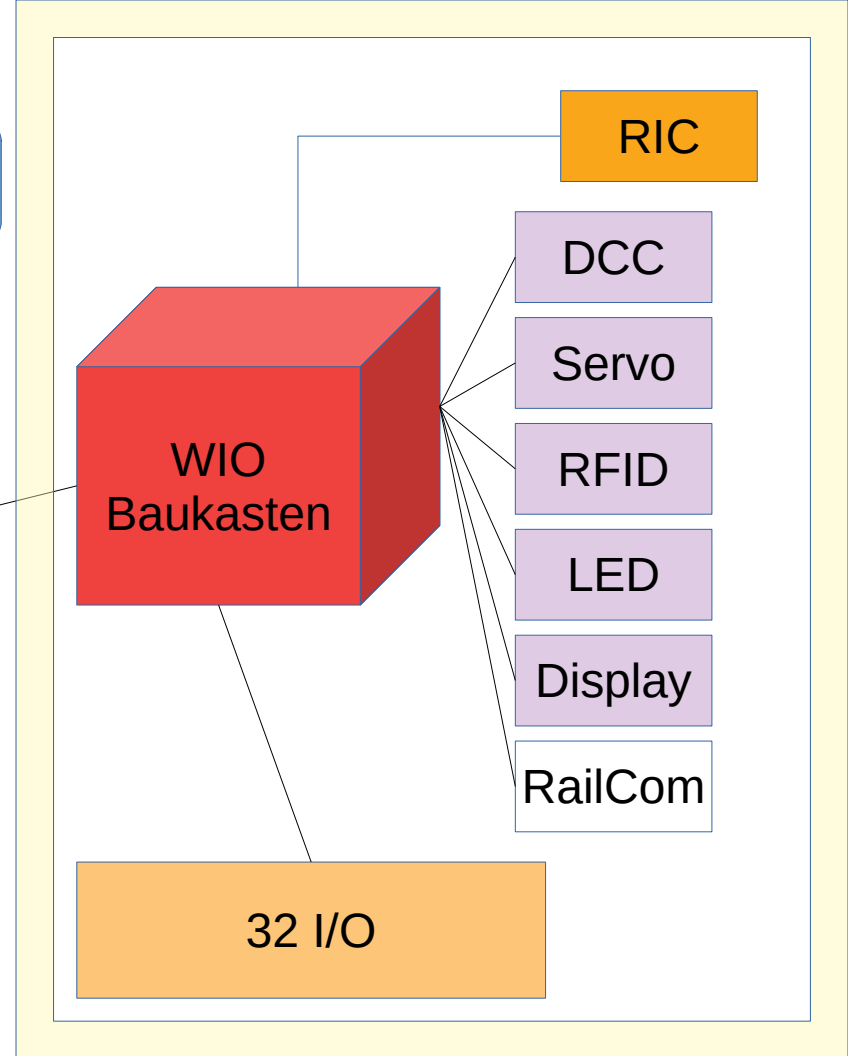 RIC
DCC
Servo
WIO
Baukasten
RFID
LED
Display
RailCom
32 I/O